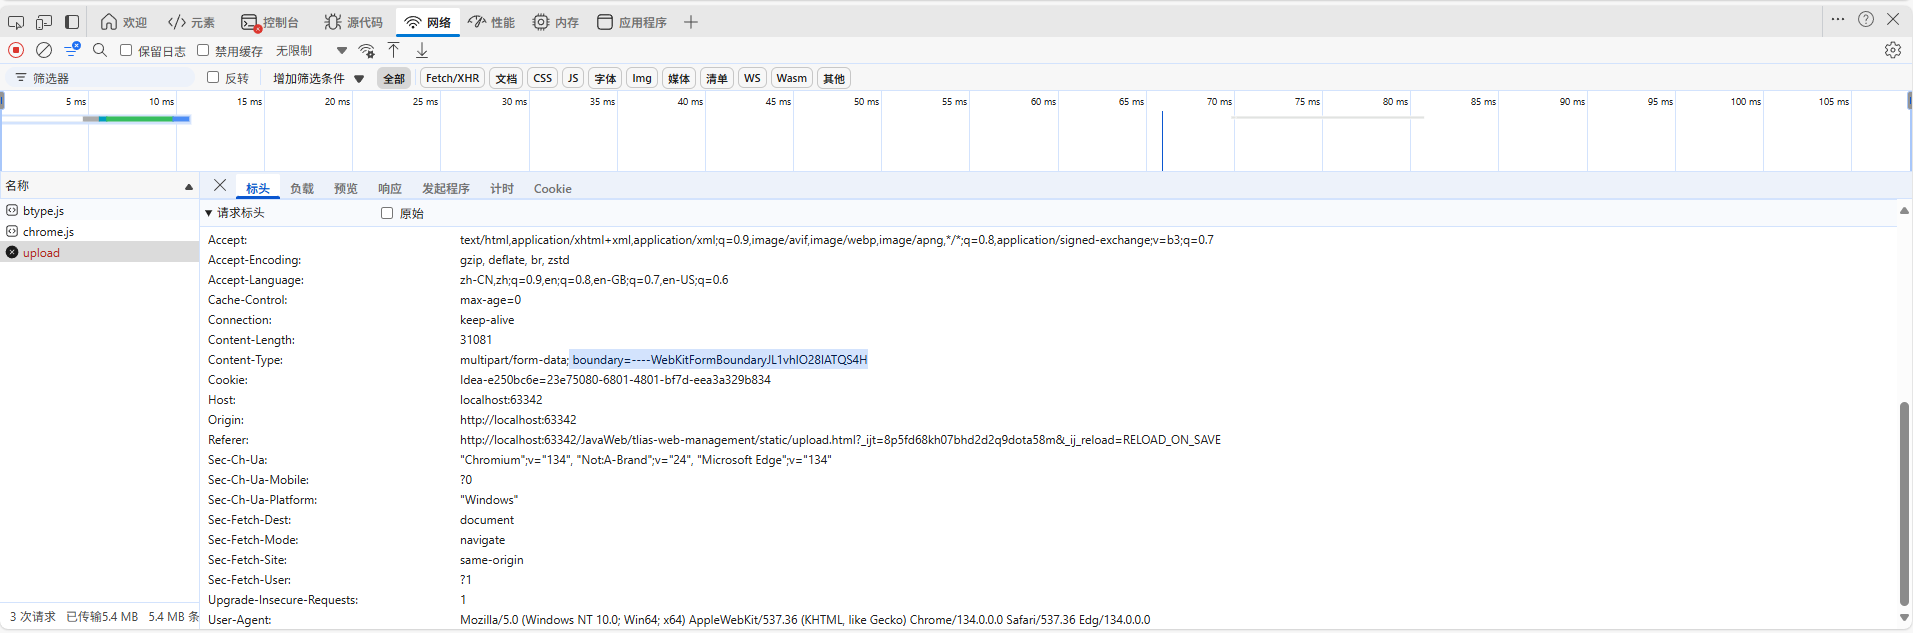 欢迎 元素 控制台 源代码 网络 性能 内存 应用程序
保留日志 禁用缓存 无限制
筛选器 反转 增加筛选条件 全部 Fetch/XHR 文档 CSS JS 字体 Img 媒体 清单 WS Wasm 其他
5 ms 10 ms 15 ms 20 ms 25 ms 30 ms 35 ms 40 ms 45 ms 50 ms 55 ms 60 ms 65 ms 70 ms 75 ms 80 ms 85 ms 90 ms 95 ms 100 ms 105 ms
名称 标头 负载 预览 响应 发起程序 计时 Cookie
btype.js
chrome.js
upload
请求标头 原始
Accept: text/html,application/xhtml+xml,application/xml;q=0.9,image/avif,image/webp,image/apng,*/*;q=0.8,application/signed-exchange;v=b3;q=0.7
Accept-Encoding: gzip, deflate, br, zstd
Accept-Language: zh-CN,zh;q=0.9,en;q=0.8,en-GB;q=0.7,en-US;q=0.6
Cache-Control: max-age=0
Connection: keep-alive
Content-Length: 31081
Content-Type: multipart/form-data; boundary=----WebKitFormBoundaryJL1vhIO28IATQS4H
Cookie: Idea-e250bc6e=23e75080-6801-4801-bf7d-eea3a329b834
Host: localhost:63342
Origin: http://localhost:63342
Referer: http://localhost:63342/JavaWeb/tlias-web-management/static/upload.html?_ijt=8p5fd68kh07bhd2d2q9dota58m&_ij_reload=RELOAD_ON_SAVE
Sec-Ch-Ua: "Chromium";v="134", "Not:A-Brand";v="24", "Microsoft Edge";v="134"
Sec-Ch-Ua-Mobile: ?0
Sec-Ch-Ua-Platform: "Windows"
Sec-Fetch-Dest: document
Sec-Fetch-Mode: navigate
Sec-Fetch-Site: same-origin
Sec-Fetch-User: ?1
Upgrade-Insecure-Requests: 1
User-Agent: Mozilla/5.0 (Windows NT 10.0; Win64; x64) AppleWebKit/537.36 (KHTML, like Gecko) Chrome/134.0.0.0 Safari/537.36 Edg/134.0.0.0
3 次请求 已传输5.4 MB 5.4 MB 条